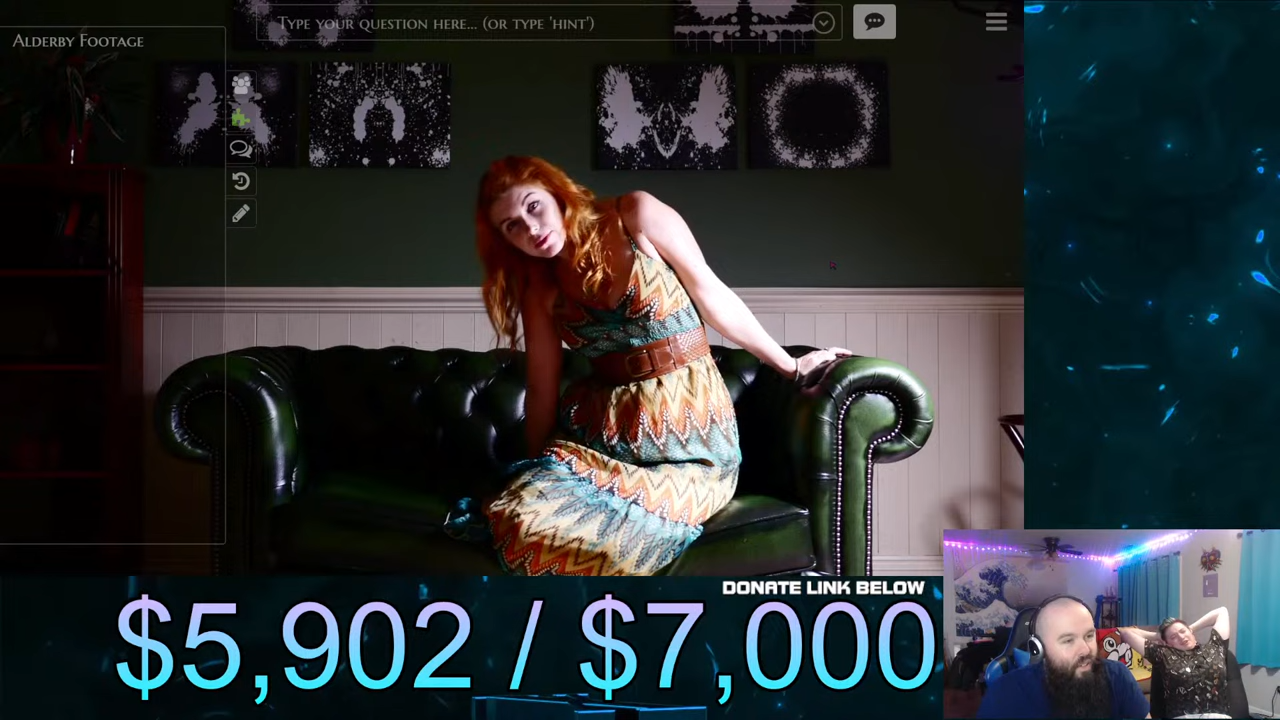 Type your question here... (or type 'hint')
Alderby Footage
DONATE LINK BELOW
$5,902 / $7,000